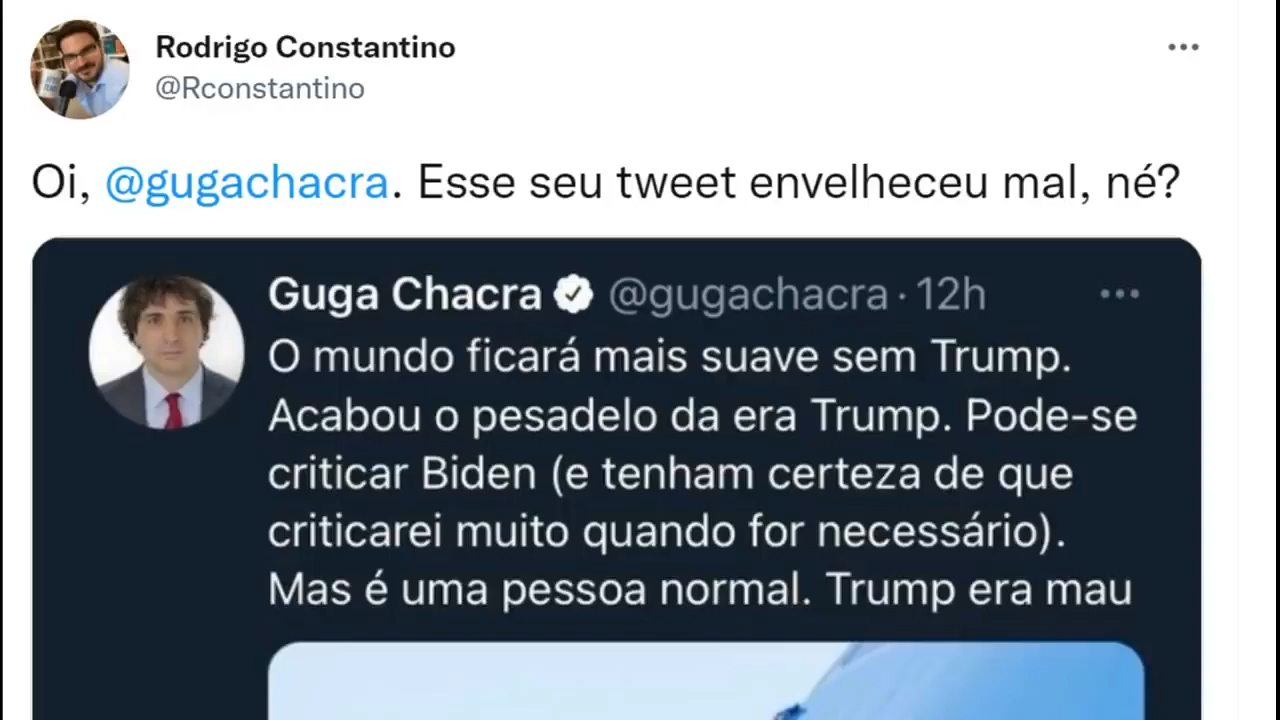 Rodrigo Constantino
@Rconstantino
Oi, @gugachacra. Esse seu tweet envelheceu mal, né?
Guga Chacra @gugachacra · 12h
O mundo ficará mais suave sem Trump.
Acabou o pesadelo da era Trump. Pode-se
criticar Biden (e tenham certeza de que
criticarei muito quando for necessário).
Mas é uma pessoa normal. Trump era mau